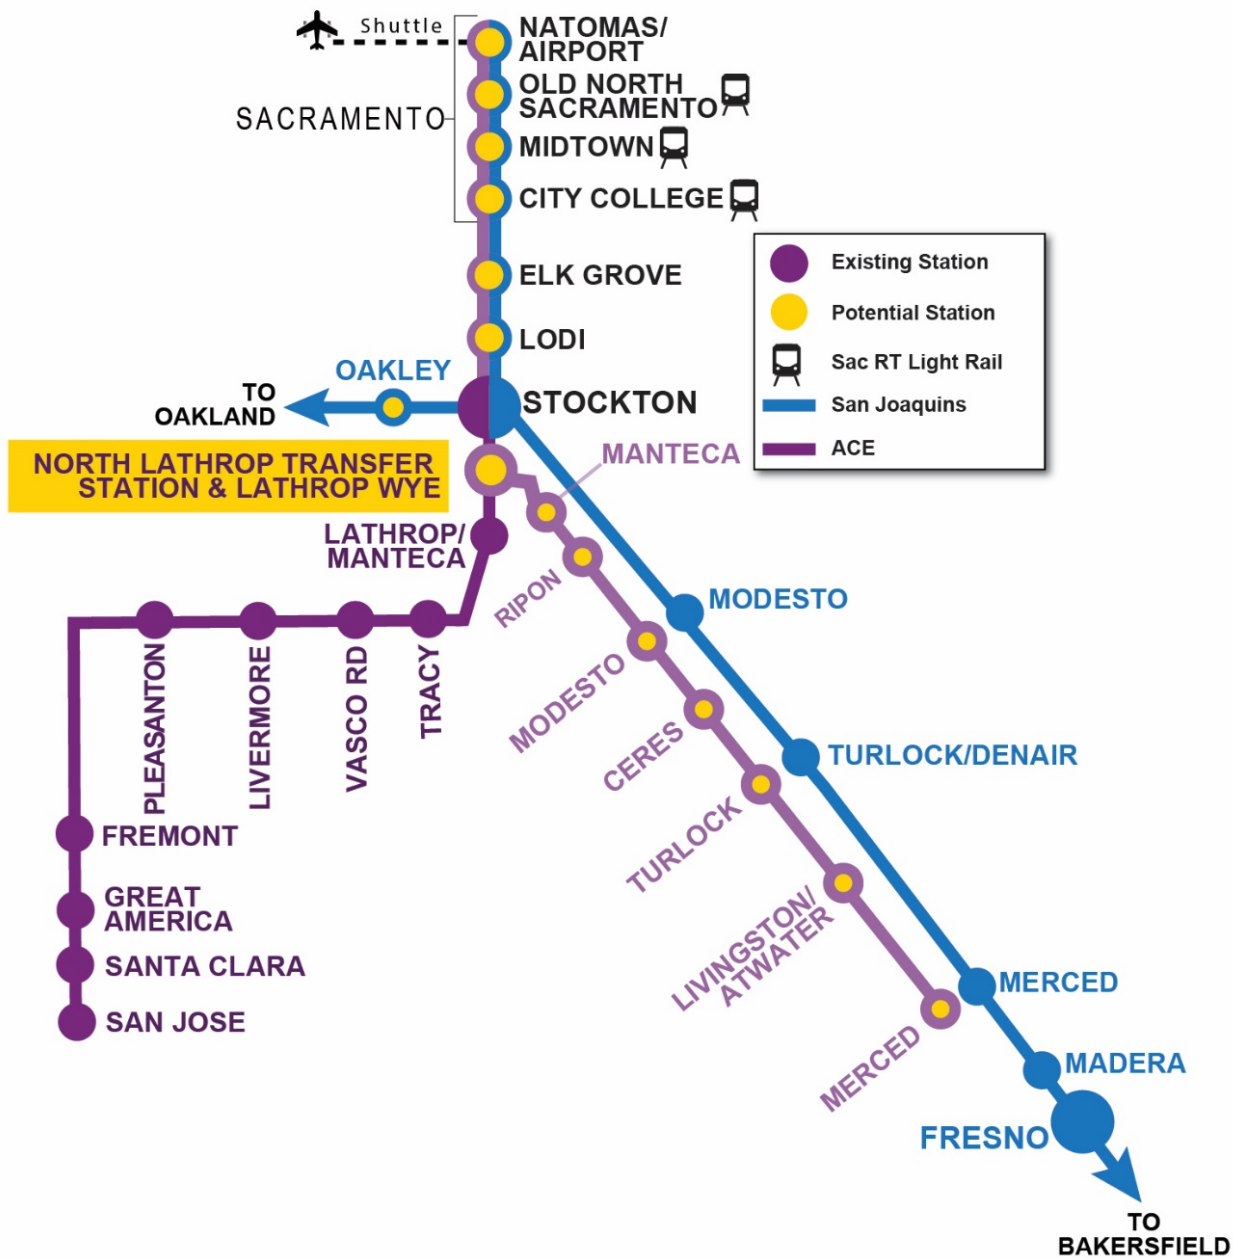 Shuttle
NATOMAS/
AIRPORT
OLD NORTH
SACRAMENTO
SACRAMENTO
MIDTOWN
CITY COLLEGE
ELK GROVE
LODI
Existing Station
Potential Station
Sac RT Light Rail
San Joaquins
ACE
OAKLEY
TO
OAKLAND
STOCKTON
NORTH LATHROP TRANSFER
STATION & LATHROP WYE
MANTECA
LATHROP/
MANTECA
RIPON
MODESTO
MODESTO
PLEASANTON
LIVERMORE
VASCO RD
TRACY
CERES
TURLOCK/DENAIR
TURLOCK
FREMONT
GREAT
AMERICA
SANTA CLARA
SAN JOSE
LIVINGSTON/
ATWATER
MERCED
MERCED
MADERA
FRESNO
TO
BAKERSFIELD